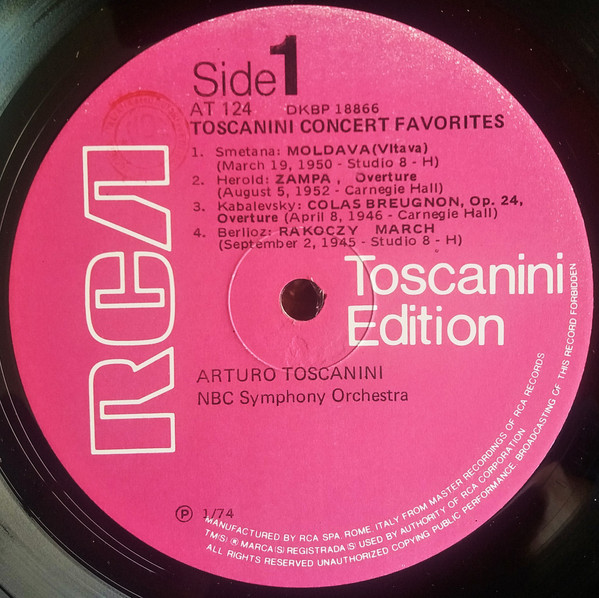 Side 1
AT 124 DKBP 18866
TOSCANINI CONCERT FAVORITES
1. Smetana: MOLDAVA (Vltava)
(March 19, 1950 - Studio 8 - H)
2. Herold: ZAMPA , Overture
(August 5, 1952 - Carnegie Hall)
3. Kabalevsky: COLAS BREUGNON, Op. 24,
Overture (April 8, 1946 - Carnegie Hall)
4. Berlioz: RAKOCZY MARCH
(September 2, 1945 - Studio 8 - H)
RCA
Toscanini
Edition
ARTURO TOSCANINI
NBC Symphony Orchestra
Ⓟ 1/74
MANUFACTURED BY RCA SPA, ROME, ITALY FROM MASTER RECORDINGS OF RCA RECORDS
TM(S) ® MARCA(S) REGISTRADA(S) USED BY AUTHORITY OF RCA CORPORATION
ALL RIGHTS RESERVED UNAUTHORIZED COPYING PUBLIC PERFORMANCE, BROADCASTING OF THIS RECORD FORBIDDEN